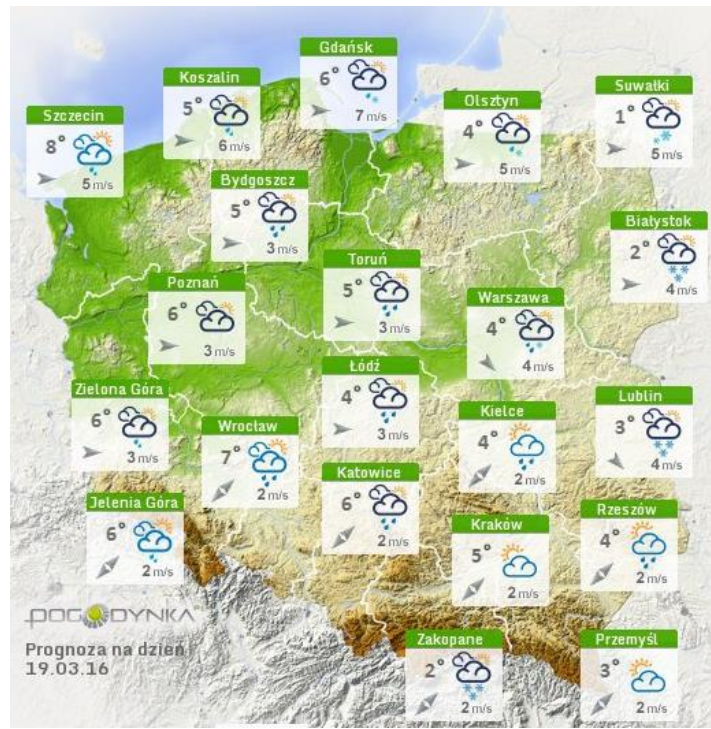 Gdańsk
6°
7 m/s
Koszalin
5°
6 m/s
Suwałki
1°
5 m/s
Olsztyn
4°
5 m/s
Szczecin
8°
5 m/s
Bydgoszcz
5°
3 m/s
Białystok
2°
4 m/s
Toruń
5°
3 m/s
Poznań
6°
3 m/s
Warszawa
4°
4 m/s
Łódź
4°
3 m/s
Zielona Góra
6°
3 m/s
Lublin
3°
4 m/s
Kielce
4°
2 m/s
Wrocław
7°
2 m/s
Katowice
6°
2 m/s
Jelenia Góra
6°
2 m/s
Rzeszów
4°
2 m/s
Kraków
5°
2 m/s
POGODYNKA
Prognoza na dzień
19.03.16
Zakopane
2°
2 m/s
Przemyśl
3°
2 m/s